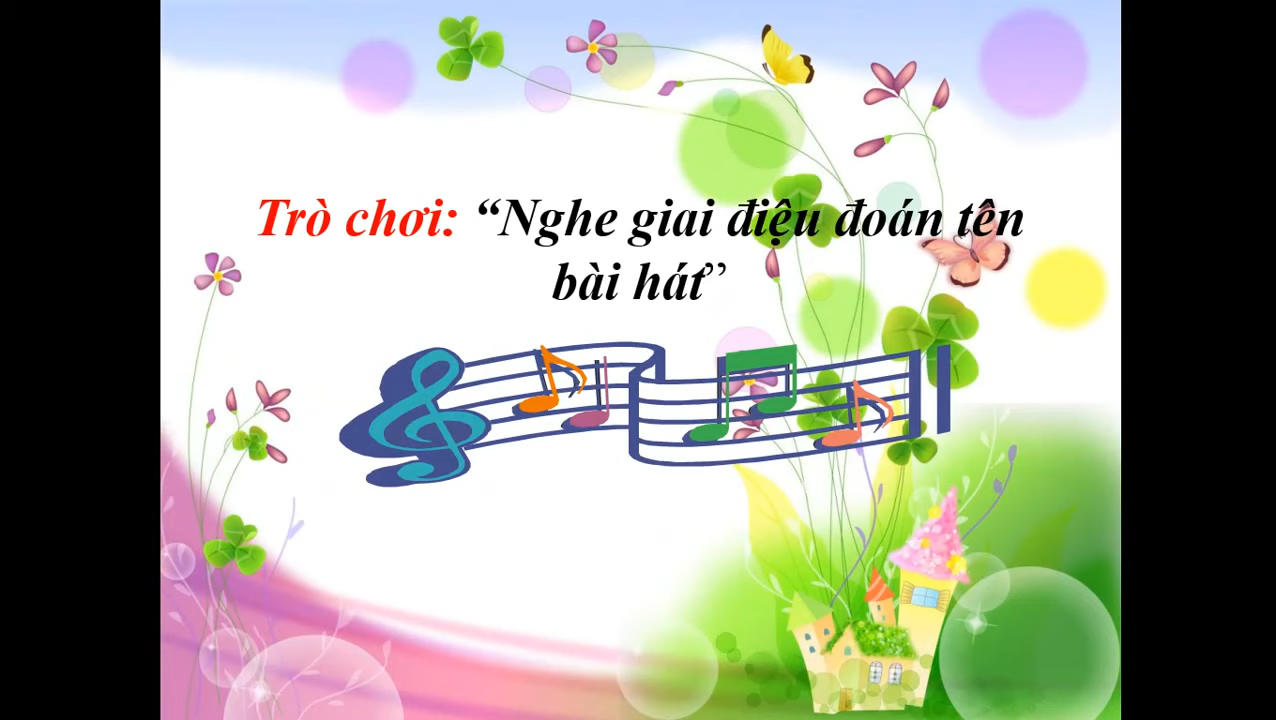 Trò chơi: “Nghe giai điệu đoán tên
bài hát”